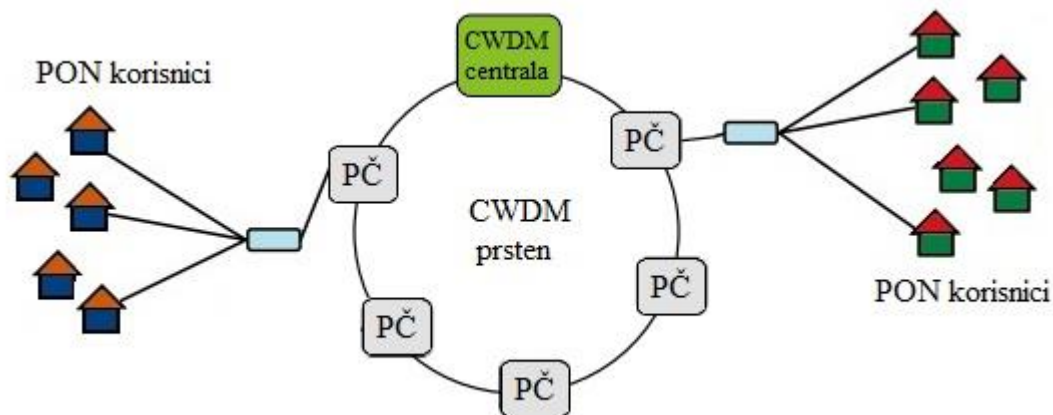 CWDM
centrala
PON korisnici
PČ
PČ
CWDM
prsten
PČ
PON korisnici
PČ
PČ